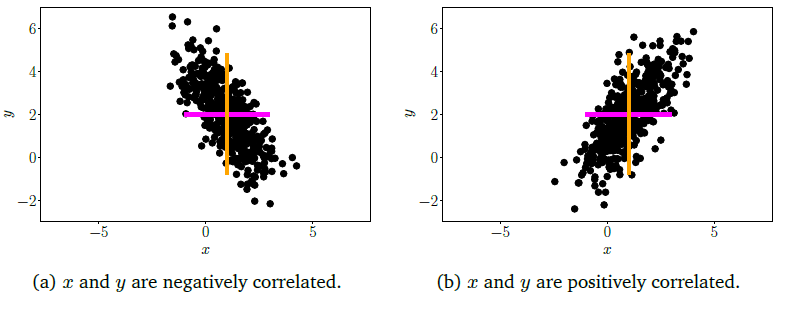 6
4
2
0
−2
y
−5
0
5
x
(a) x and y are negatively correlated.
6
4
2
0
−2
y
−5
0
5
x
(b) x and y are positively correlated.